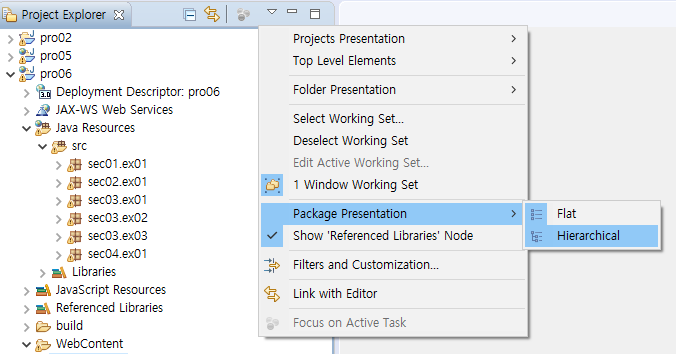 Project Explorer
pro02
pro05
pro06
3.0 Deployment Descriptor: pro06
JAX-WS Web Services
Java Resources
src
sec01.ex01
sec02.ex01
sec03.ex01
sec03.ex02
sec03.ex03
sec04.ex01
Libraries
JavaScript Resources
Referenced Libraries
build
WebContent
Projects Presentation
Top Level Elements
Folder Presentation
Select Working Set...
Deselect Working Set
Edit Active Working Set...
1 Window Working Set
Package Presentation
Show 'Referenced Libraries' Node
Filters and Customization...
Link with Editor
Focus on Active Task
Flat
Hierarchical